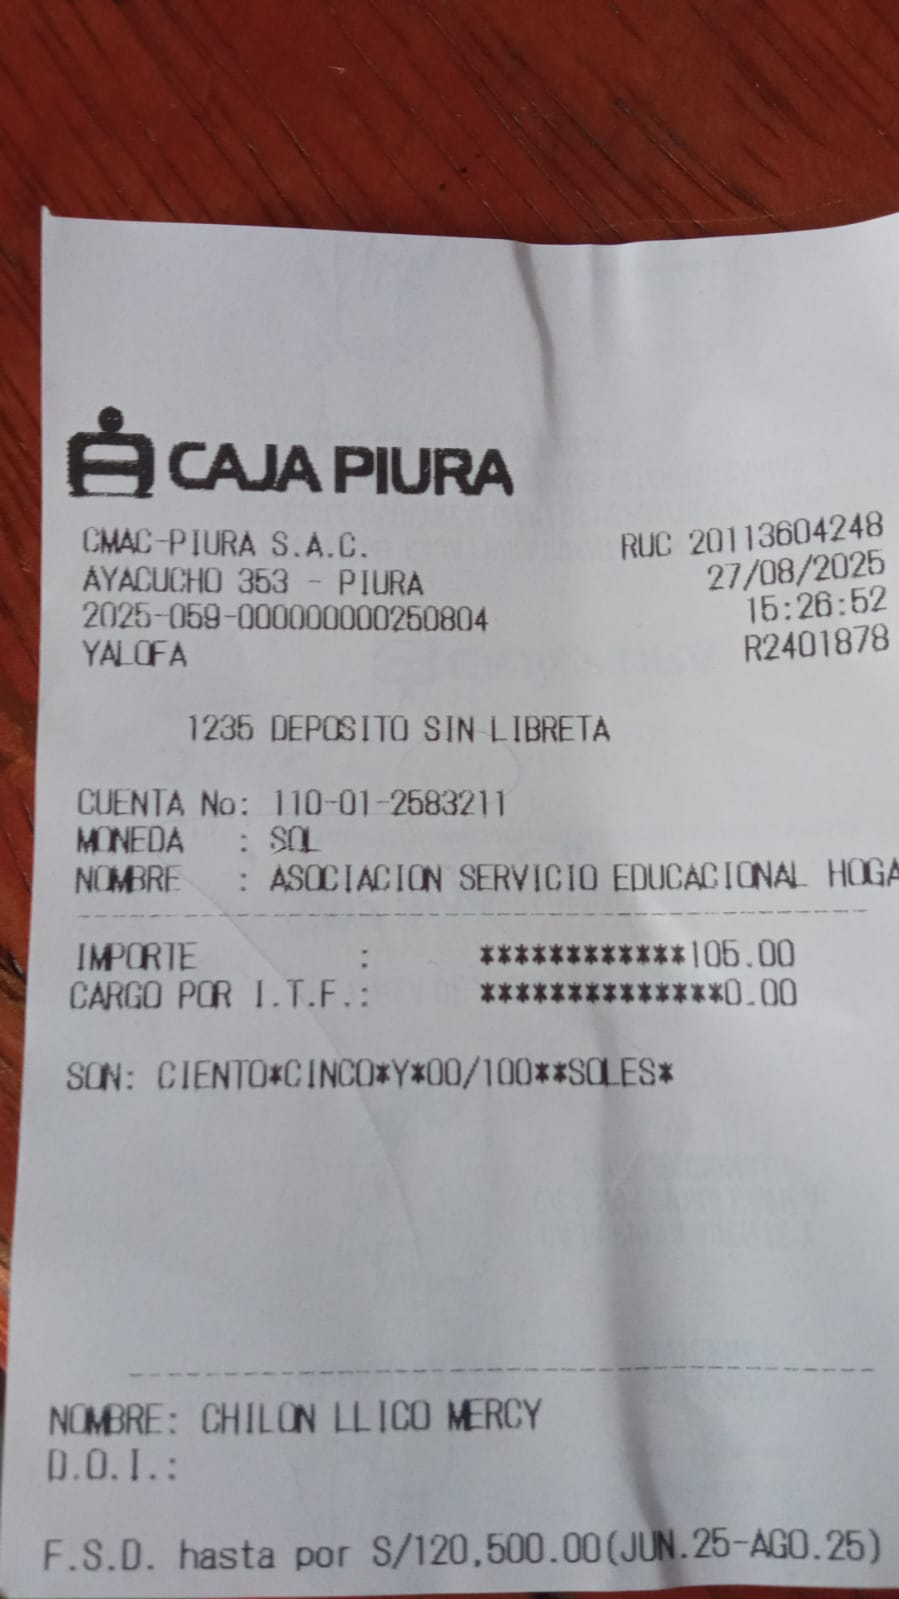 CAJA PIURA
CMAC-PIURA S.A.C. RUC 20113604248
AYACUCHO 353 - PIURA 27/08/2025
2025-059-000000000250804 15:26:52
YALOFA R2401878
1235 DEPOSITO SIN LIBRETA
CUENTA No: 110-01-2583211
MONEDA : SOL
NOMBRE : ASOCIACION SERVICIO EDUCACIONAL HOGA
IMPORTE : ************105.00
CARGO POR I.T.F.: **************0.00
SON: CIENTO*CINCO*Y*00/100**SOLES*
NOMBRE: CHILON LLICO MERCY
D.O.I.:
F.S.D. hasta por S/120,500.00(JUN.25-AGO.25)